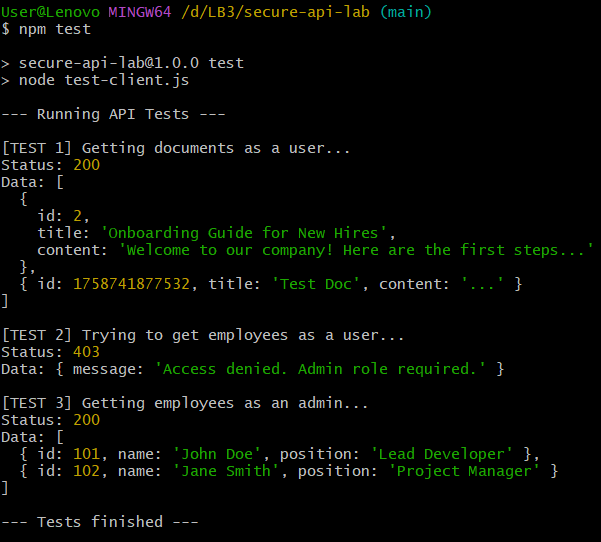 User@Lenovo MINGW64 /d/LB3/secure-api-lab (main)
$ npm test
> secure-api-lab@1.0.0 test
> node test-client.js
--- Running API Tests ---
[TEST 1] Getting documents as a user...
Status: 200
Data: [
  {
    id: 2,
    title: 'Onboarding Guide for New Hires',
    content: 'Welcome to our company! Here are the first steps...'
  },
  { id: 1758741877532, title: 'Test Doc', content: '...' }
]
[TEST 2] Trying to get employees as a user...
Status: 403
Data: { message: 'Access denied. Admin role required.' }
[TEST 3] Getting employees as an admin...
Status: 200
Data: [
  { id: 101, name: 'John Doe', position: 'Lead Developer' },
  { id: 102, name: 'Jane Smith', position: 'Project Manager' }
]
--- Tests finished ---